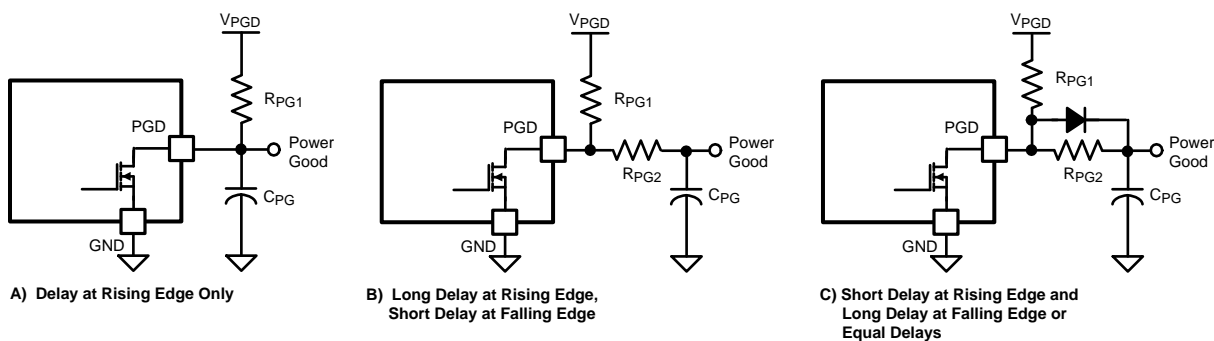 VPGD
RPG1
PGD
Power
Good
CPG
GND
A) Delay at Rising Edge Only
VPGD
RPG1
PGD
Power
Good
RPG2
CPG
GND
B) Long Delay at Rising Edge,
Short Delay at Falling Edge
VPGD
RPG1
PGD
Power
Good
RPG2
CPG
GND
C) Short Delay at Rising Edge and
Long Delay at Falling Edge or
Equal Delays